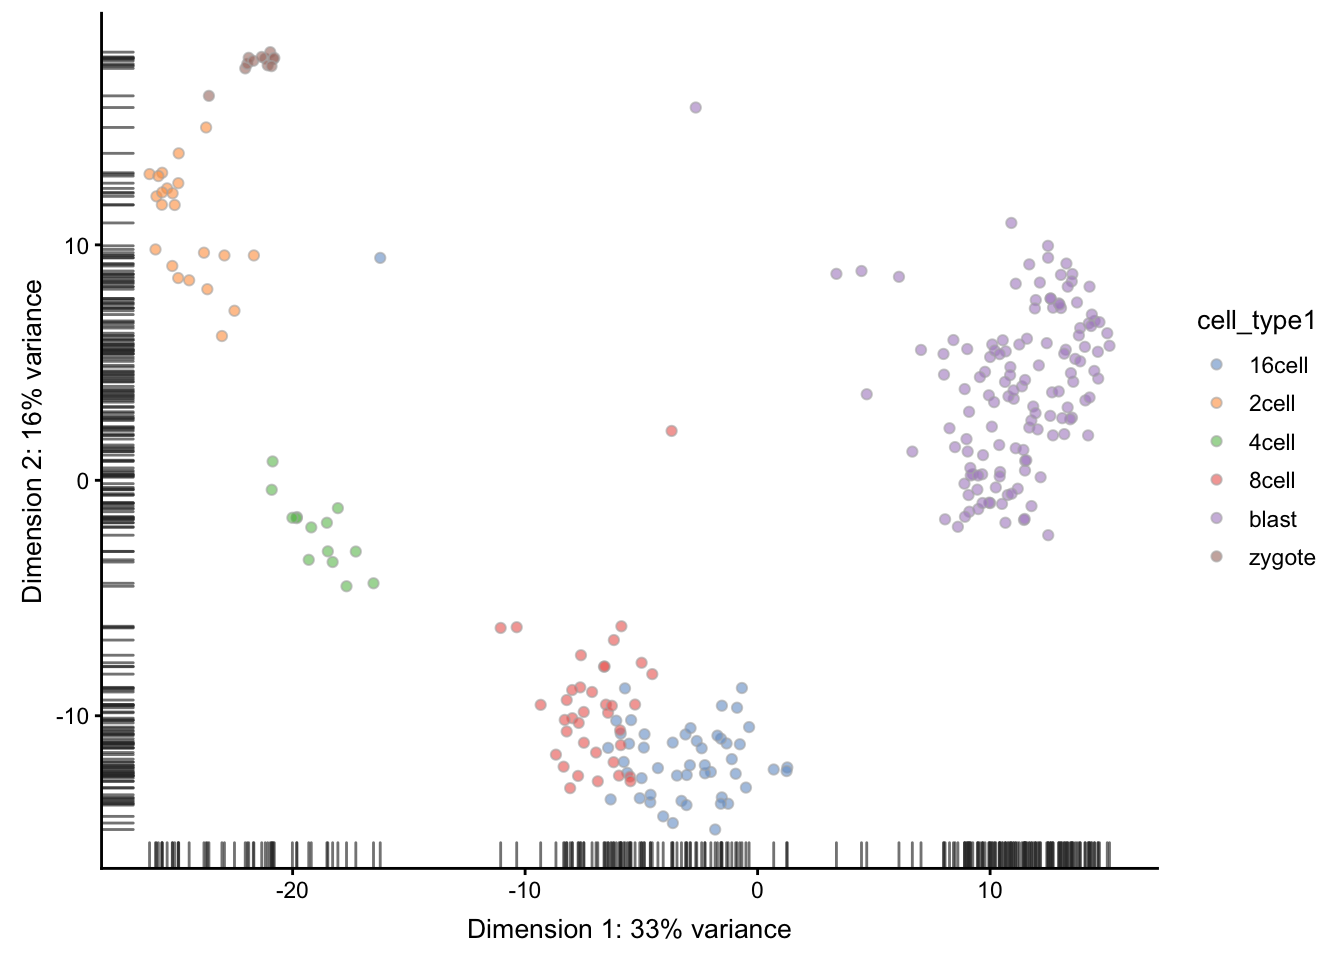 10
0
-10
-20
-10
0
10
Dimension 1: 33% variance
Dimension 2: 16% variance
cell_type1
16cell
2cell
4cell
8cell
blast
zygote